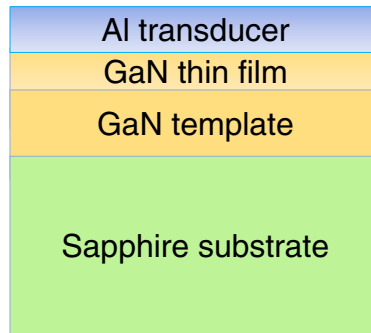 Al transducer
GaN thin film
GaN template
Sapphire substrate